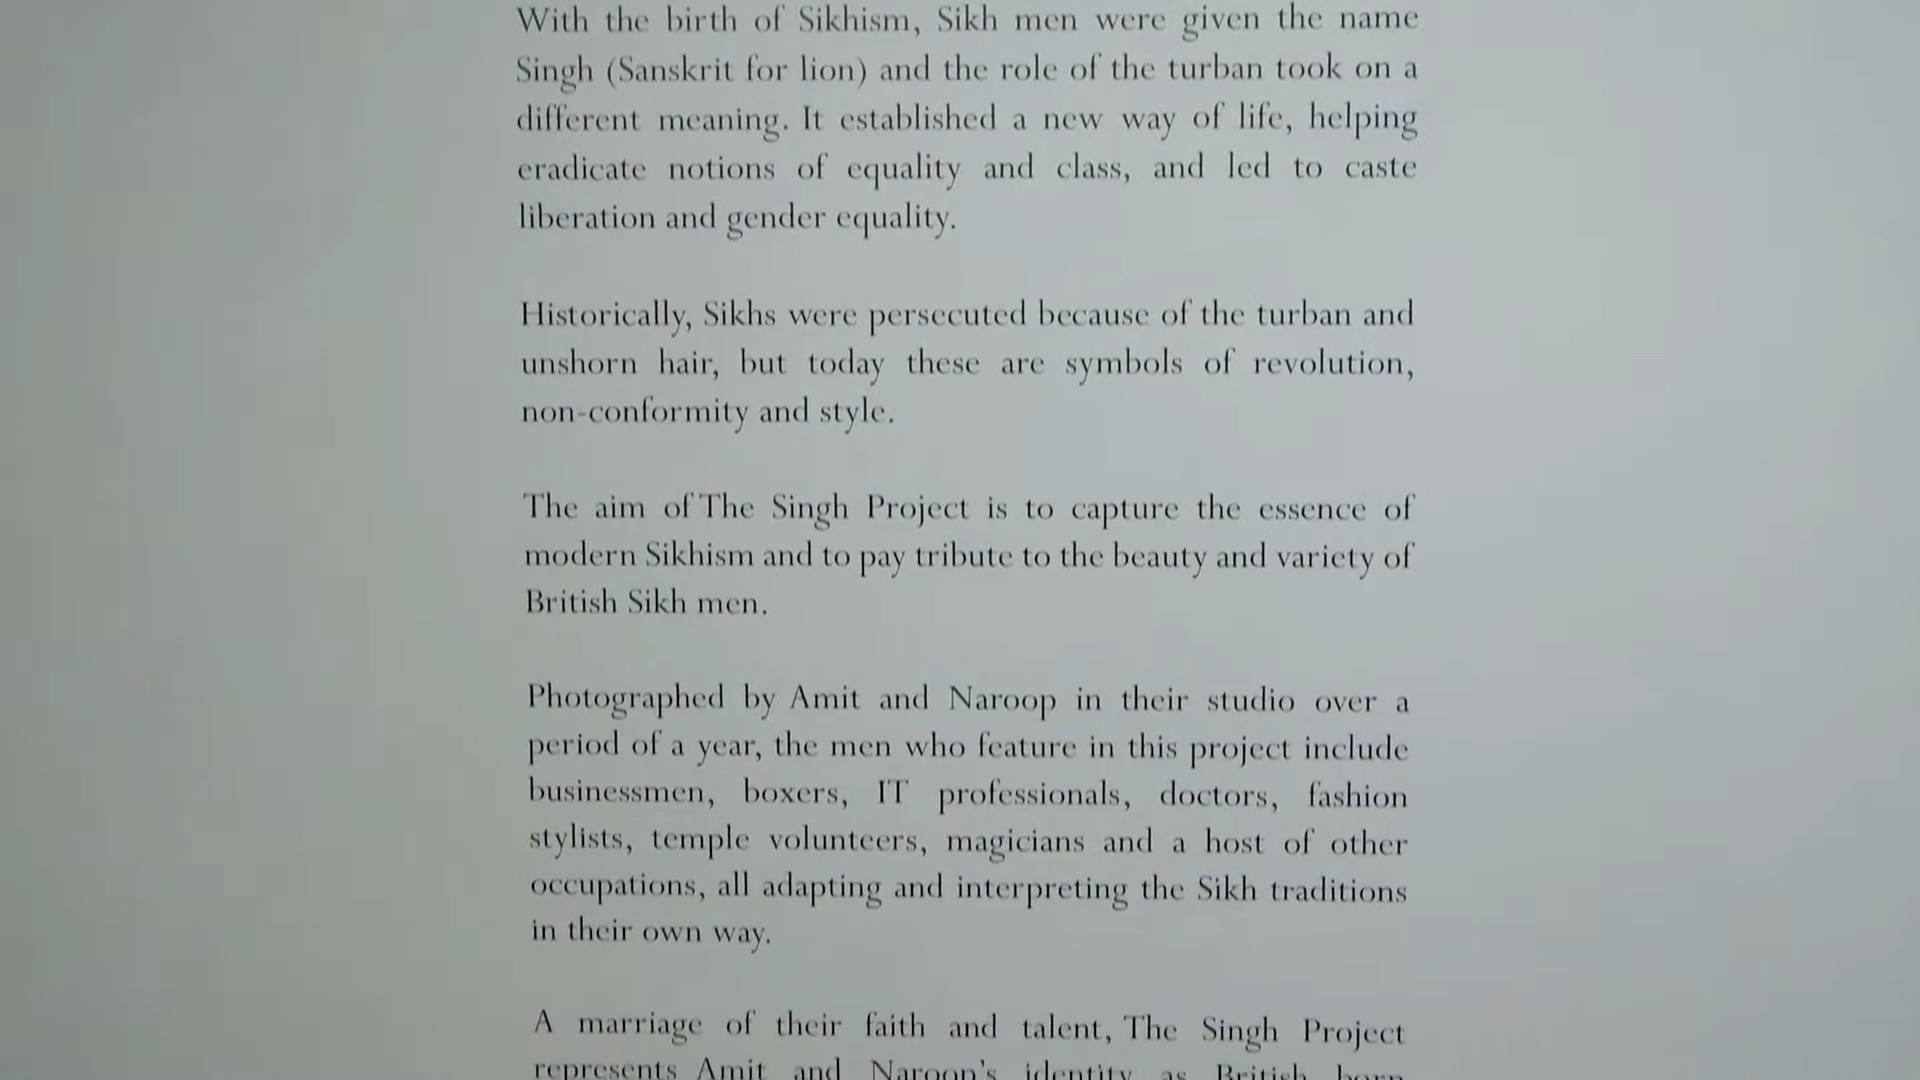 With the birth of Sikhism, Sikh men were given the name
Singh (Sanskrit for lion) and the role of the turban took on a
different meaning. It established a new way of life, helping
eradicate notions of equality and class, and led to caste
liberation and gender equality.
Historically, Sikhs were persecuted because of the turban and
unshorn hair, but today these are symbols of revolution,
non-conformity and style.
The aim of The Singh Project is to capture the essence of
modern Sikhism and to pay tribute to the beauty and variety of
British Sikh men.
Photographed by Amit and Naroop in their studio over a
period of a year, the men who feature in this project include
businessmen, boxers, IT professionals, doctors, fashion
stylists, temple volunteers, magicians and a host of other
occupations, all adapting and interpreting the Sikh traditions
in their own way.
A marriage of their faith and talent, The Singh Project
represents Amit and Naroop's identity as British born